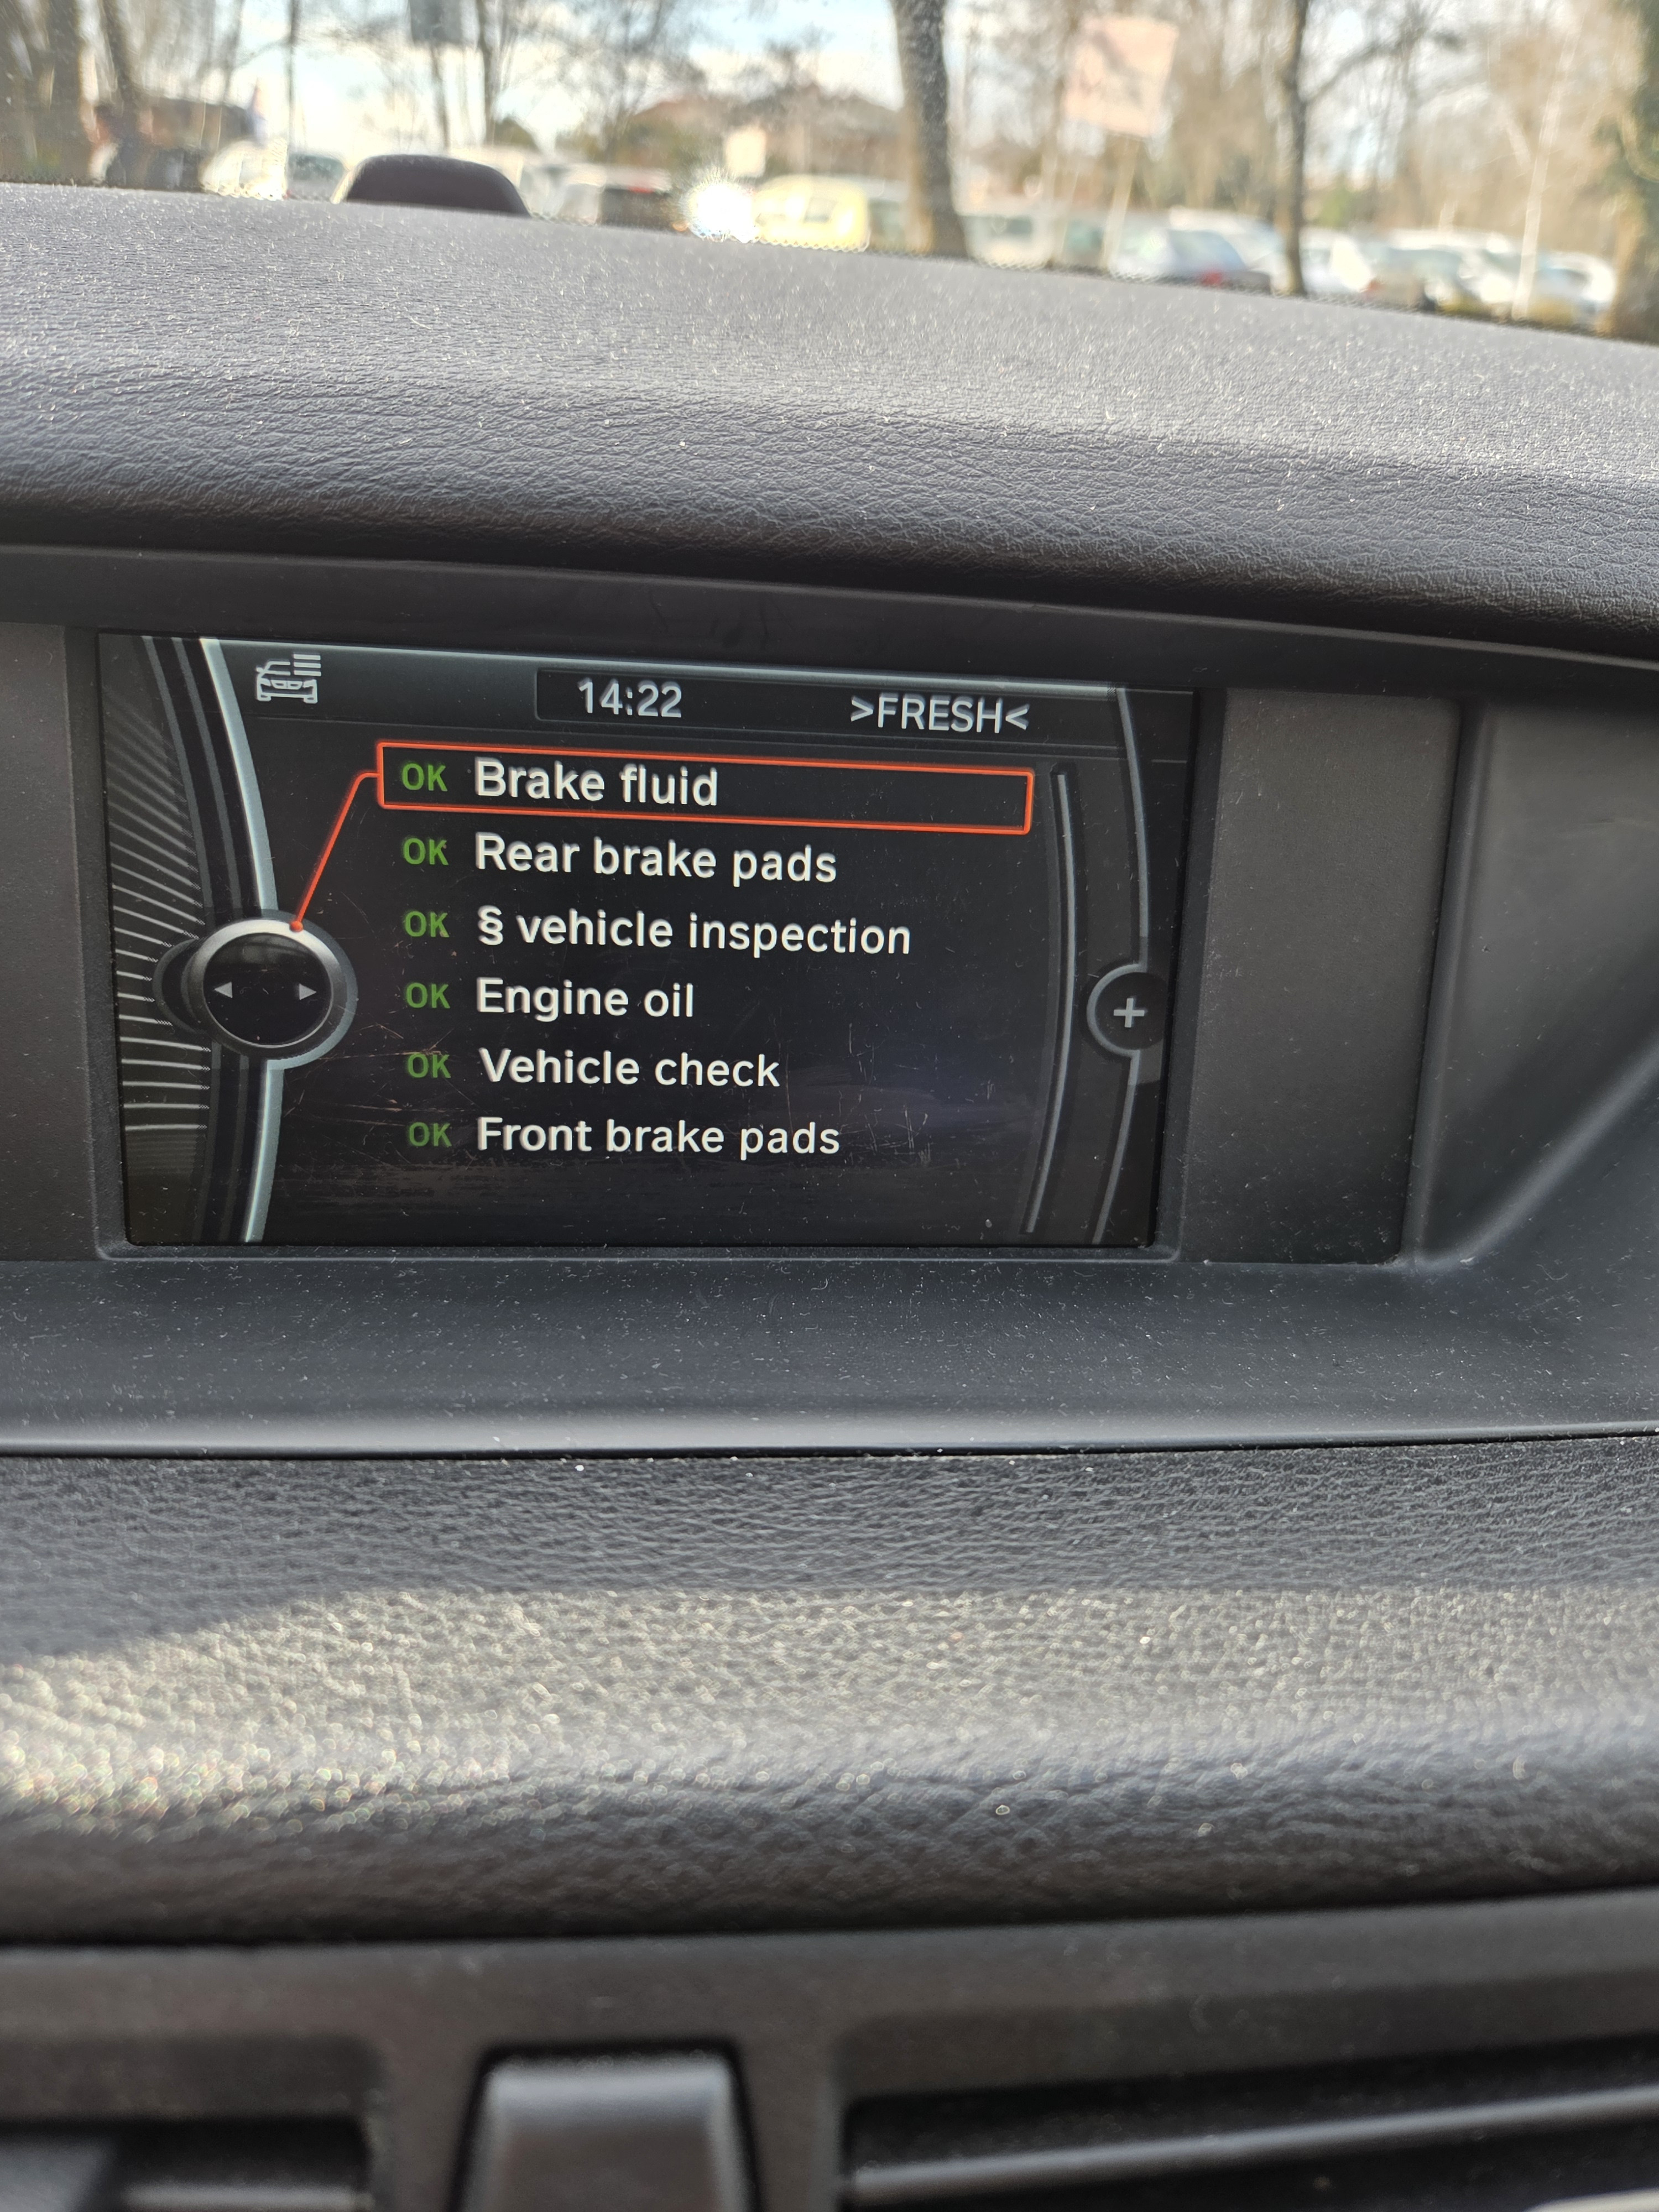 14:22 >FRESH<
OK Brake fluid
OK Rear brake pads
OK § vehicle inspection
OK Engine oil
OK Vehicle check
OK Front brake pads